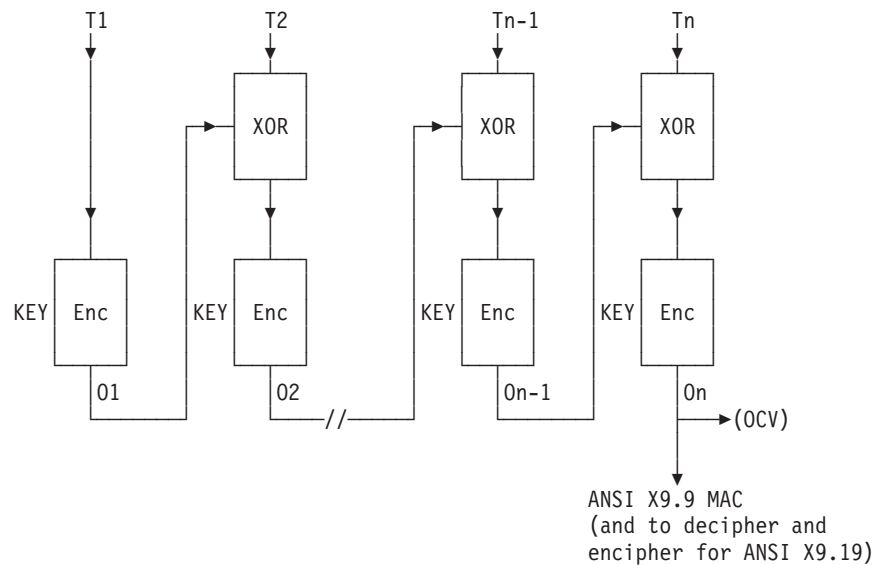 T1 T2 Tn-1 Tn
XOR XOR XOR
KEY Enc KEY Enc KEY Enc KEY Enc
O1 O2 On-1 On
//
(OCV)
ANSI X9.9 MAC
(and to decipher and
encipher for ANSI X9.19)